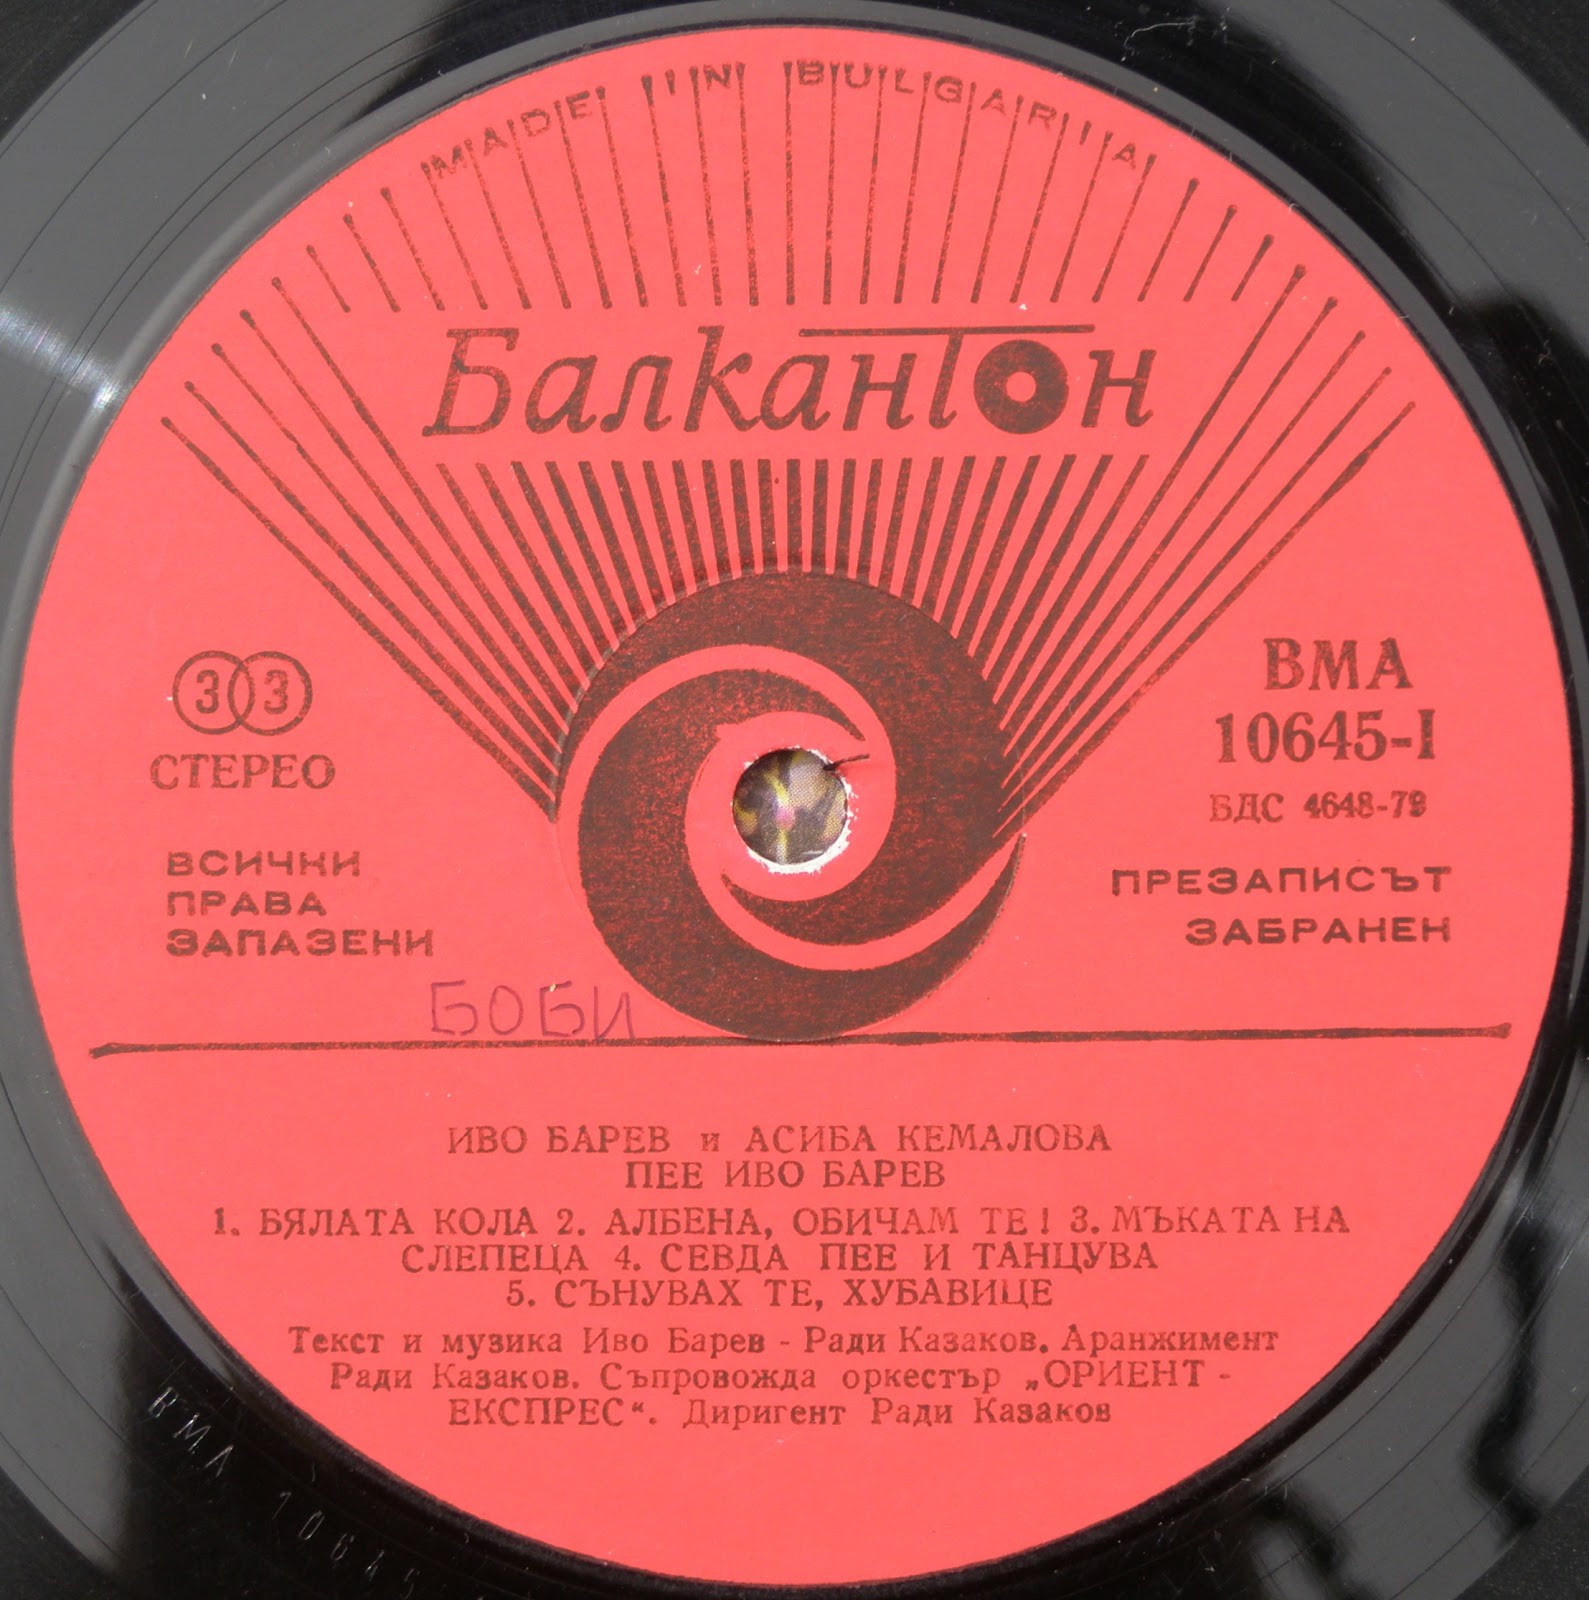 MADE IN BULGARIA
Балкантон
33
СТЕРЕО
ВСИЧКИ
ПРАВА
ЗАПАЗЕНИ
ВМА
10645-I
БДС 4648-79
ПРЕЗАПИСЪТ
ЗАБРАНЕН
БОБИ
ИВО БАРЕВ и АСИБА КЕМАЛОВА
ПЕЕ ИВО БАРЕВ
1. БЯЛАТА КОЛА 2. АЛБЕНА, ОБИЧАМ ТЕ! 3. МЪКАТА НА
СЛЕПЕЦА 4. СЕВДА ПЕЕ И ТАНЦУВА
5. СЪНУВАХ ТЕ, ХУБАВИЦЕ
Текст и музика Иво Барев - Ради Казаков. Аранжимент
Ради Казаков. Съпровожда оркестър „ОРИЕНТ-
ЕКСПРЕС“. Диригент Ради Казаков
ВМА 10645